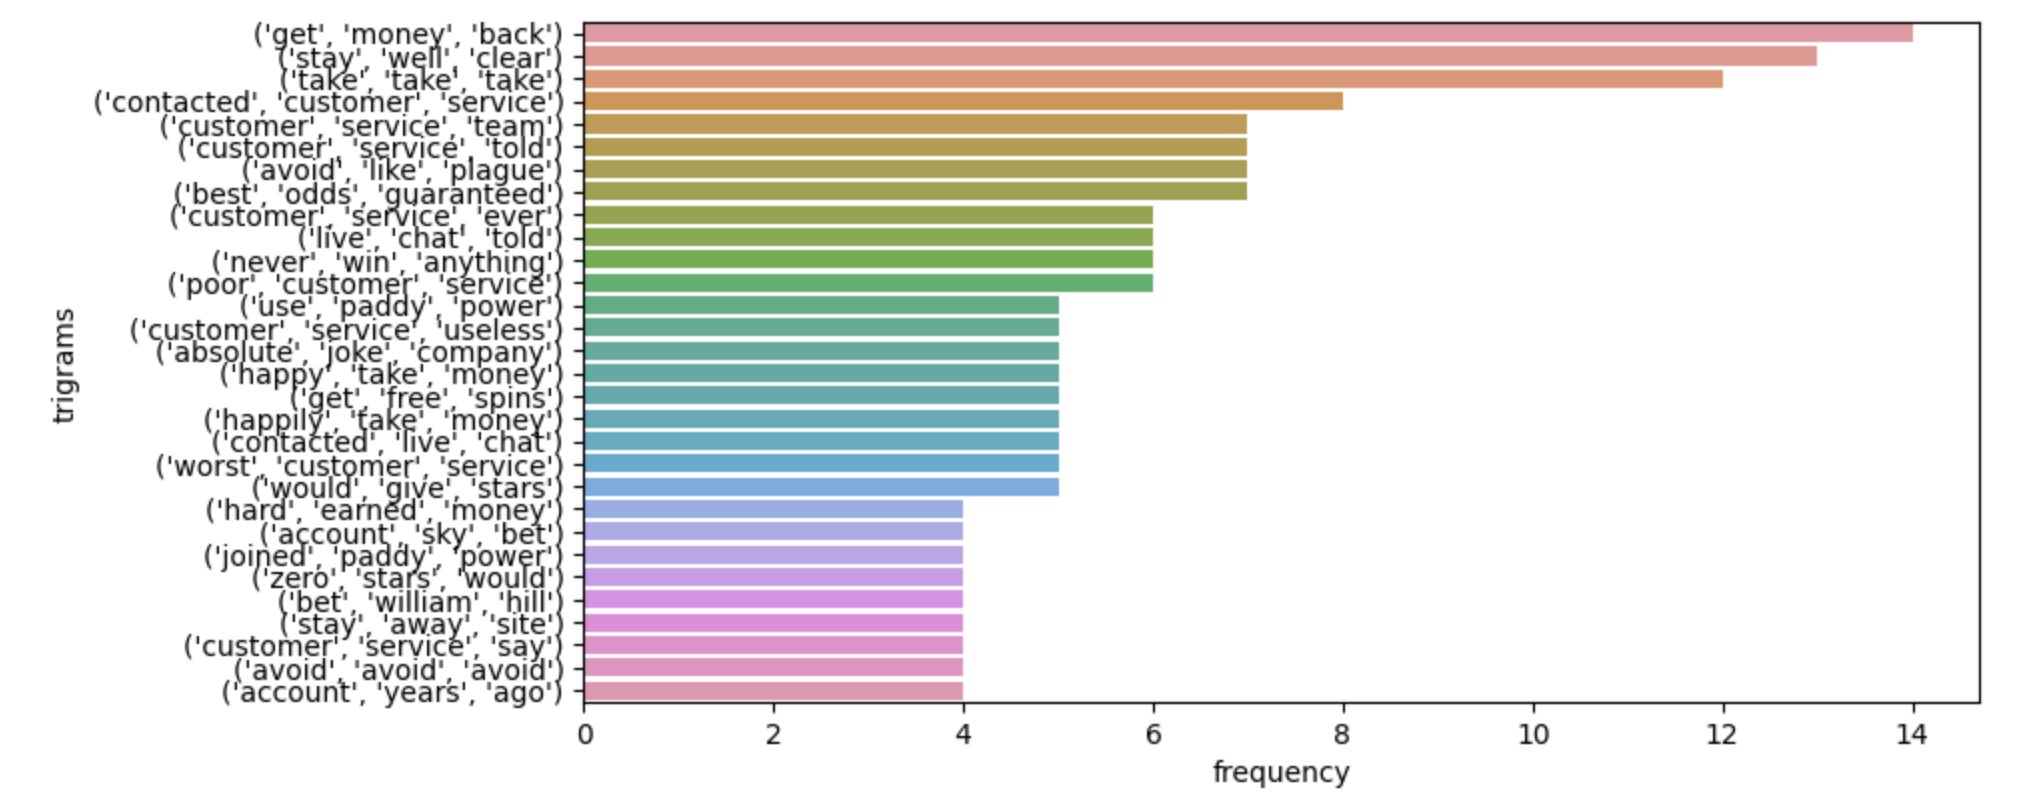 ('get', 'money', 'back')
('stay', 'well', 'clear')
('take', 'take', 'take')
('contacted', 'customer', 'service')
('customer', 'service', 'team')
('customer', 'service', 'told')
('avoid', 'like', 'plague')
('best', 'odds', 'guaranteed')
('customer', 'service', 'ever')
('live', 'chat', 'told')
('never', 'win', 'anything')
('poor', 'customer', 'service')
('use', 'paddy', 'power')
('customer', 'service', 'useless')
('absolute', 'joke', 'company')
('happy', 'take', 'money')
('get', 'free', 'spins')
('happily', 'take', 'money')
('contacted', 'live', 'chat')
('worst', 'customer', 'service')
('would', 'give', 'stars')
('hard', 'earned', 'money')
('account', 'sky', 'bet')
('joined', 'paddy', 'power')
('zero', 'stars', 'would')
('bet', 'william', 'hill')
('stay', 'away', 'site')
('customer', 'service', 'say')
('avoid', 'avoid', 'avoid')
('account', 'years', 'ago')
trigrams
0 2 4 6 8 10 12 14
frequency